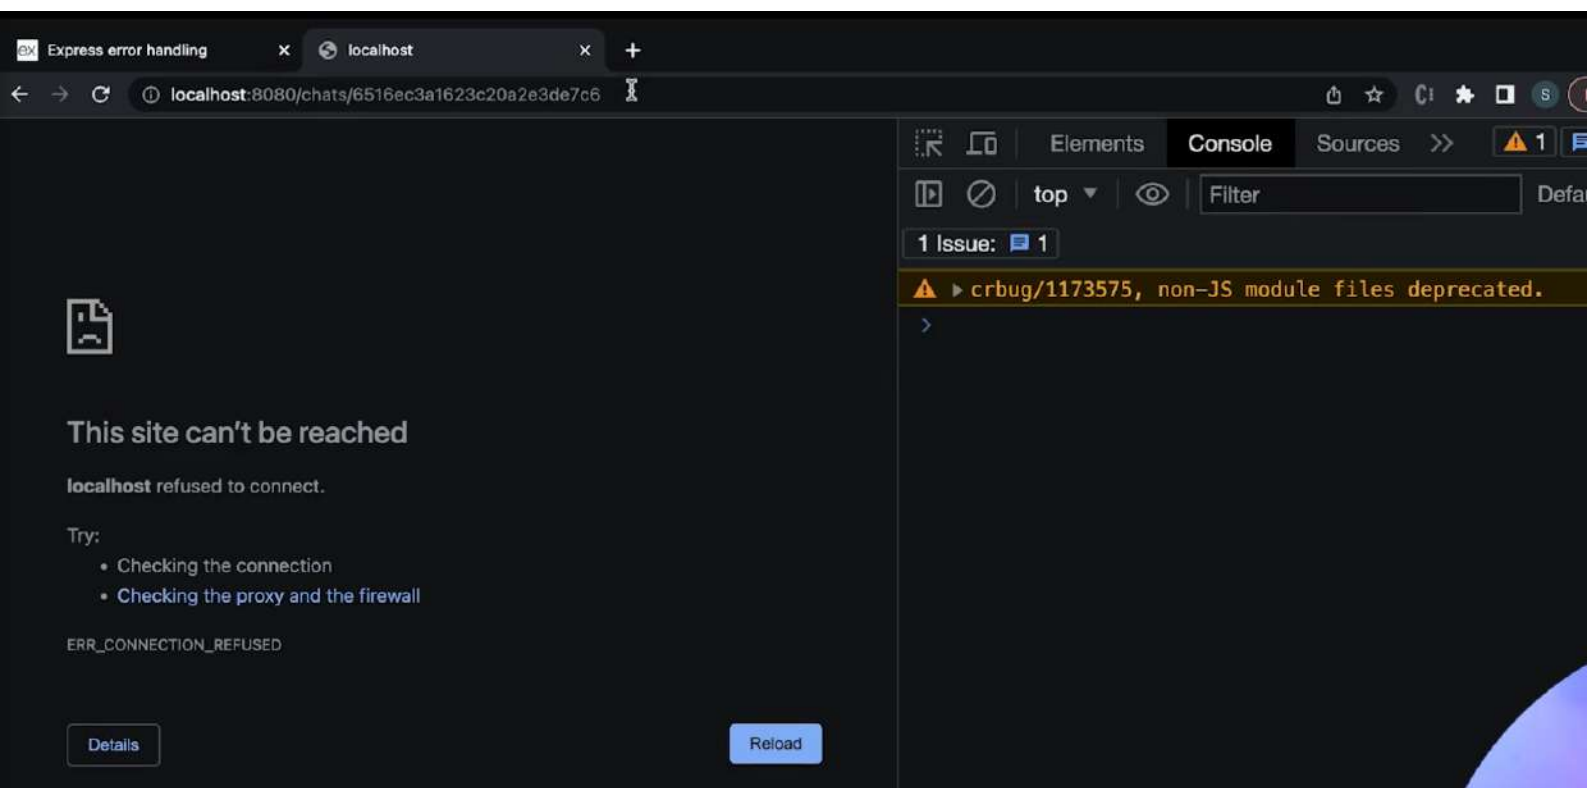 ex Express error handling × localhost × +
localhost:8080/chats/6516ec3a1623c20a2e3de7c6
S
Elements Console Sources 1
top Filter Defau
1 Issue: 1
crbug/1173575, non-JS module files deprecated.
This site can't be reached
localhost refused to connect.
Try:
• Checking the connection
• Checking the proxy and the firewall
ERR_CONNECTION_REFUSED
Details Reload